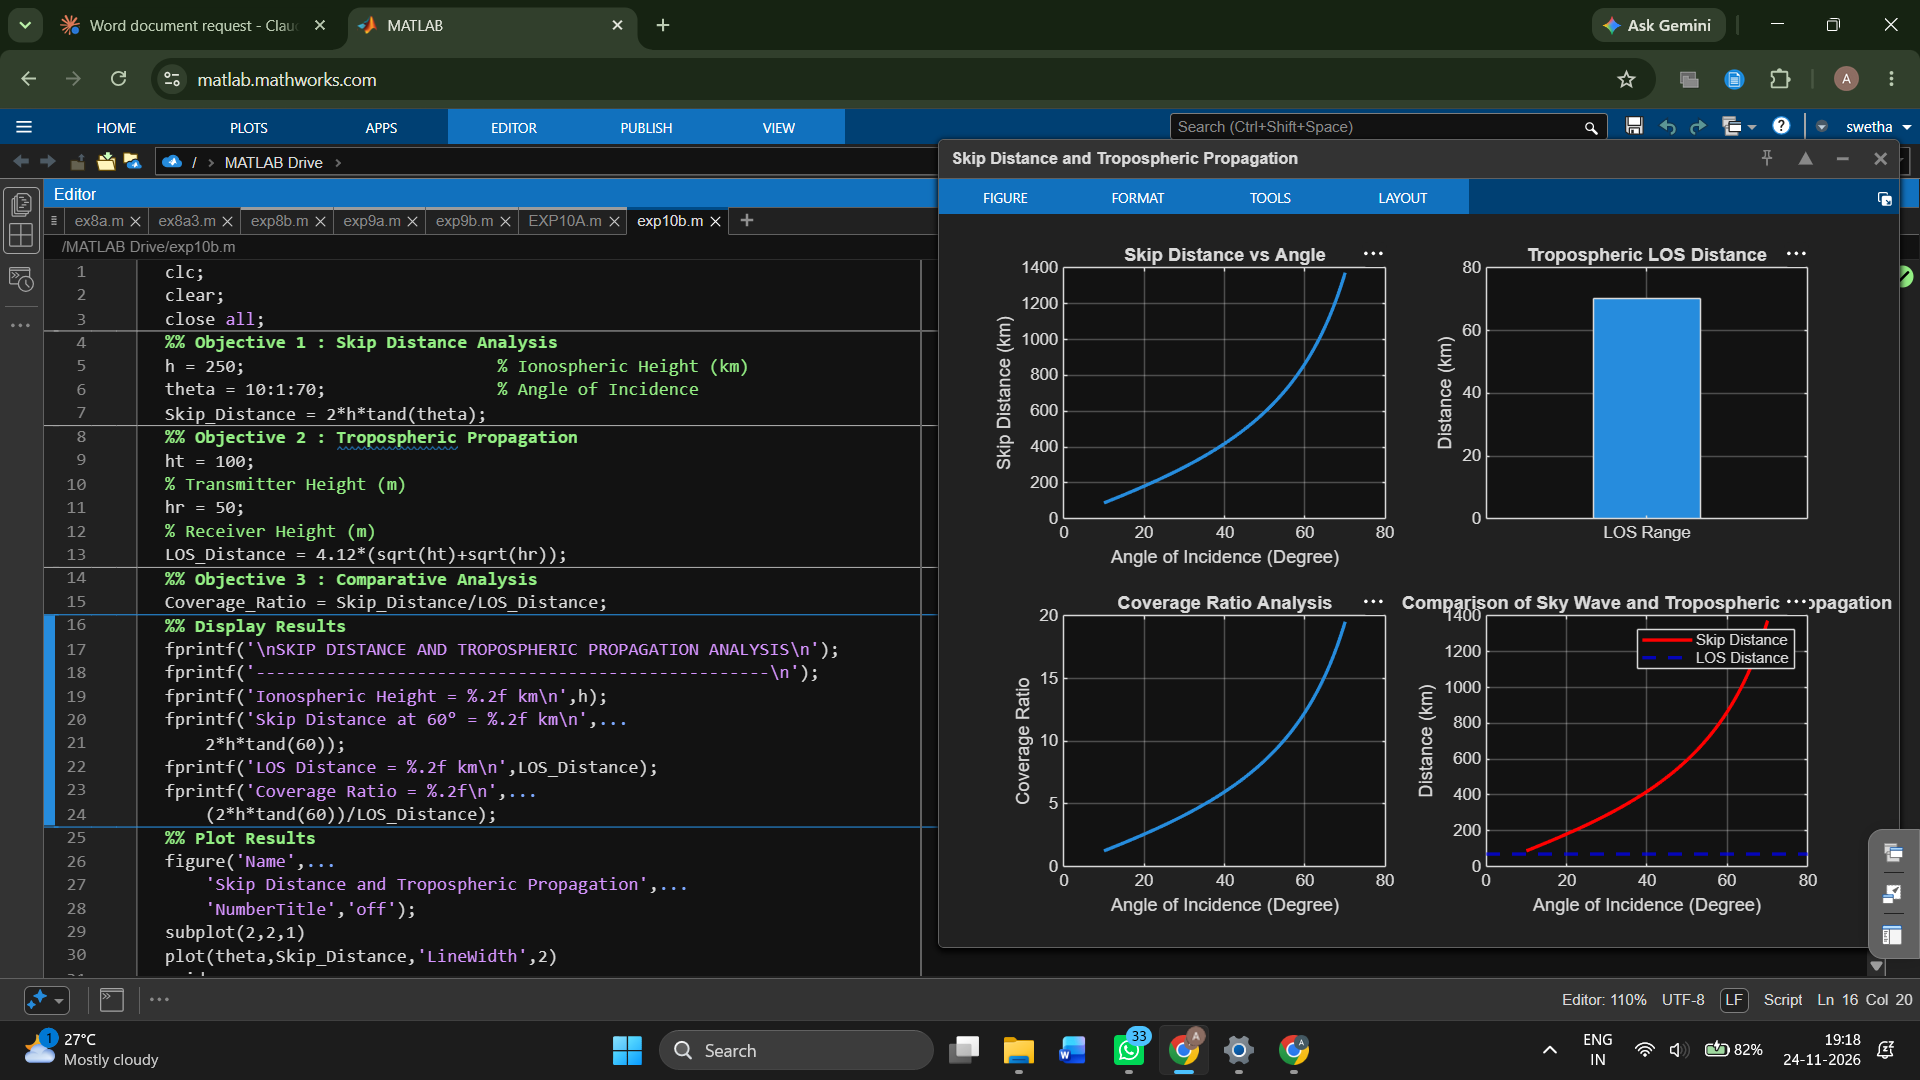 Word document request - Clau
MATLAB
Ask Gemini
matlab.mathworks.com
A
HOME
PLOTS
APPS
EDITOR
PUBLISH
VIEW
Search (Ctrl+Shift+Space)
swetha
/ > MATLAB Drive >
Editor
ex8a.m
ex8a3.m
exp8b.m
exp9a.m
exp9b.m
EXP10A.m
exp10b.m
/MATLAB Drive/exp10b.m
1 clc;
2 clear;
3 close all;
4 %% Objective 1 : Skip Distance Analysis
5 h = 250; % Ionospheric Height (km)
6 theta = 10:1:70; % Angle of Incidence
7 Skip_Distance = 2*h*tand(theta);
8 %% Objective 2 : Tropospheric Propagation
9 ht = 100;
10 % Transmitter Height (m)
11 hr = 50;
12 % Receiver Height (m)
13 LOS_Distance = 4.12*(sqrt(ht)+sqrt(hr));
14 %% Objective 3 : Comparative Analysis
15 Coverage_Ratio = Skip_Distance/LOS_Distance;
16 %% Display Results
17 fprintf('\nSKIP DISTANCE AND TROPOSPHERIC PROPAGATION ANALYSIS\n');
18 fprintf('---------------------------------------------------\n');
19 fprintf('Ionospheric Height = %.2f km\n',h);
20 fprintf('Skip Distance at 60° = %.2f km\n',...
21 2*h*tand(60));
22 fprintf('LOS Distance = %.2f km\n',LOS_Distance);
23 fprintf('Coverage Ratio = %.2f\n',...
24 (2*h*tand(60))/LOS_Distance);
25 %% Plot Results
26 figure('Name',...
27 'Skip Distance and Tropospheric Propagation',...
28 'NumberTitle','off');
29 subplot(2,2,1)
30 plot(theta,Skip_Distance,'LineWidth',2)
Skip Distance and Tropospheric Propagation
FIGURE
FORMAT
TOOLS
LAYOUT
Skip Distance vs Angle
1400
1200
1000
800
600
400
200
0
Skip Distance (km)
0 20 40 60 80
Angle of Incidence (Degree)
Tropospheric LOS Distance
80
60
40
20
0
Distance (km)
LOS Range
Coverage Ratio Analysis
20
15
10
5
0
Coverage Ratio
0 20 40 60 80
Angle of Incidence (Degree)
Comparison of Sky Wave and Tropospheric opagation
Skip Distance
LOS Distance
1400
1200
1000
800
600
400
200
0
Distance (km)
0 20 40 60 80
Angle of Incidence (Degree)
Editor: 110% UTF-8 LF Script Ln 16 Col 20
1
27°C
Mostly cloudy
Search
33
A
A
ENG
IN
82%
19:18
24-11-2026